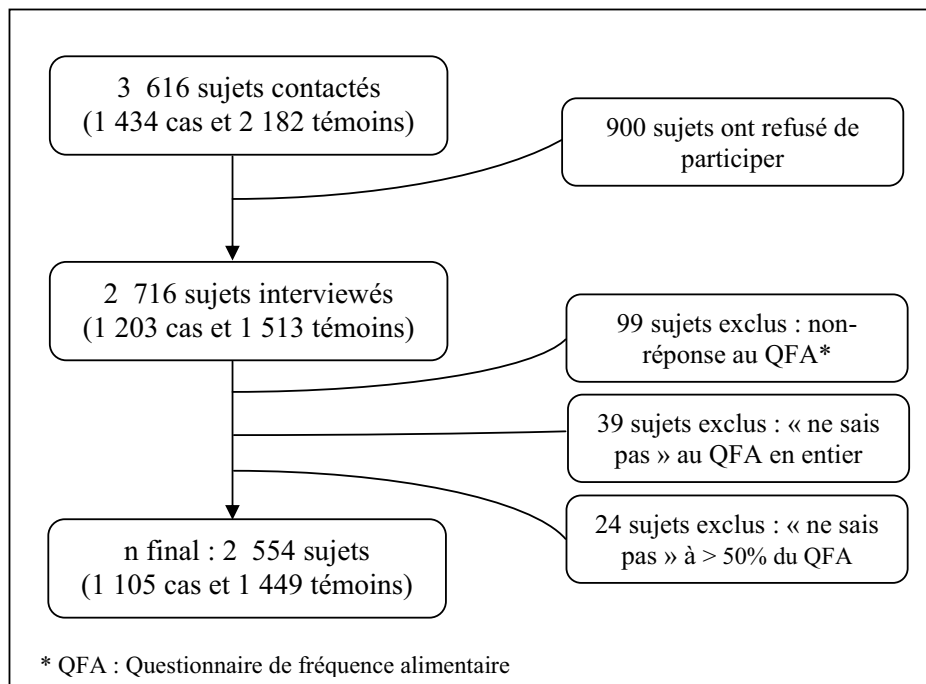 3 616 sujets contactés
(1 434 cas et 2 182 témoins)
900 sujets ont refusé de
participer
2 716 sujets interviewés
(1 203 cas et 1 513 témoins)
99 sujets exclus : non-
réponse au QFA*
39 sujets exclus : « ne sais
pas » au QFA en entier
24 sujets exclus : « ne sais
pas » à > 50% du QFA
n final : 2 554 sujets
(1 105 cas et 1 449 témoins)
* QFA : Questionnaire de fréquence alimentaire